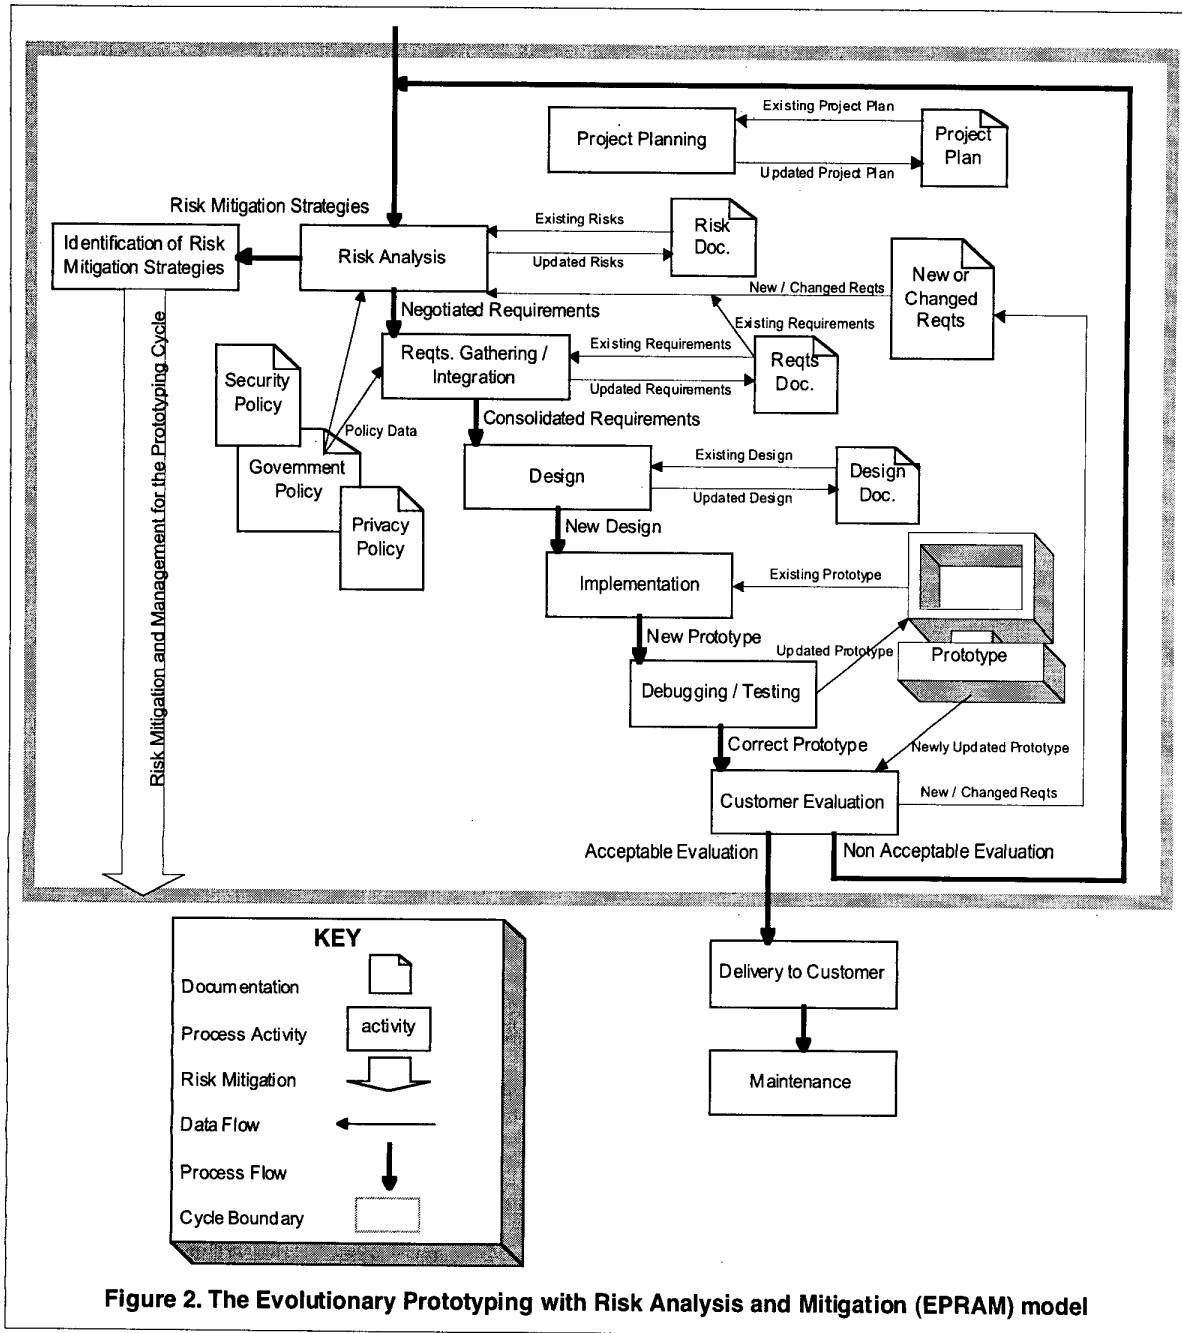 Existing Project Plan
Project Planning
Project
Plan
Updated Project Plan
Risk Mitigation Strategies
Identification of Risk
Mitigation Strategies
Risk Analysis
Existing Risks
Updated Risks
Risk
Doc.
New / Changed Reqts
New or
Changed
Reqts
Negotiated Requirements
Existing Requirements
Reqts. Gathering /
Integration
Existing Requirements
Updated Requirements
Reqts
Doc.
Security
Policy
Policy Data
Government
Policy
Privacy
Policy
Consolidated Requirements
Design
Existing Design
Updated Design
Design
Doc.
New Design
Implementation
Existing Prototype
New Prototype
Updated Prototype
Prototype
Debugging / Testing
Correct Prototype
Newly Updated Prototype
Customer Evaluation
New / Changed Reqts
Acceptable Evaluation
Non Acceptable Evaluation
Risk Mitigation and Management for the Prototyping Cycle
Delivery to Customer
Maintenance
KEY
Documentation
Process Activity
activity
Risk Mitigation
Data Flow
Process Flow
Cycle Boundary
Figure 2. The Evolutionary Prototyping with Risk Analysis and Mitigation (EPRAM) model